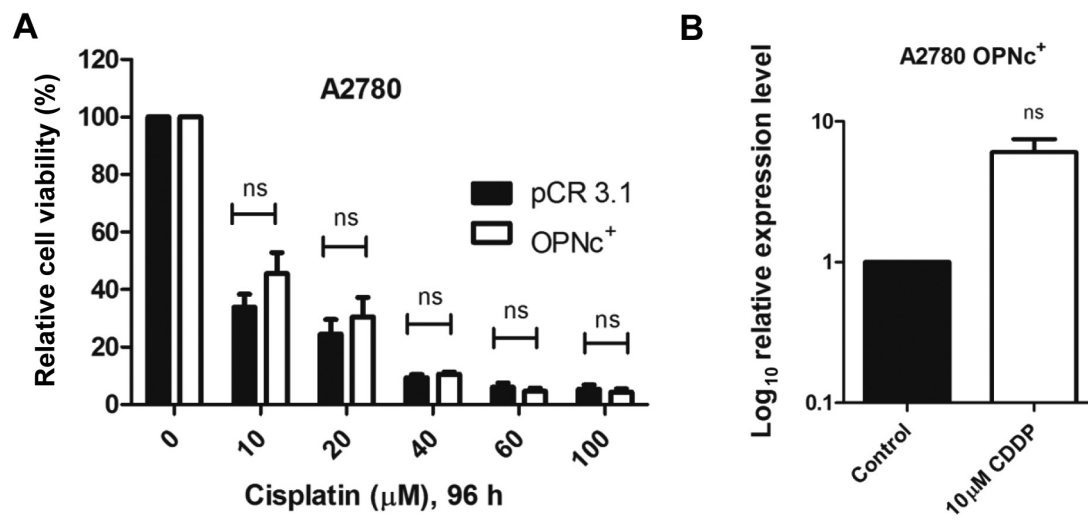 A
Relative cell viability (%)
120
100
80
60
40
20
0
A2780
ns
ns
ns
ns
ns
pCR 3.1
OPNc⁺
0
10
20
40
60
100
Cisplatin (µM), 96 h
B
A2780 OPNc⁺
Log₁₀ relative expression level
10
1
0.1
ns
Control
10µM CDDP